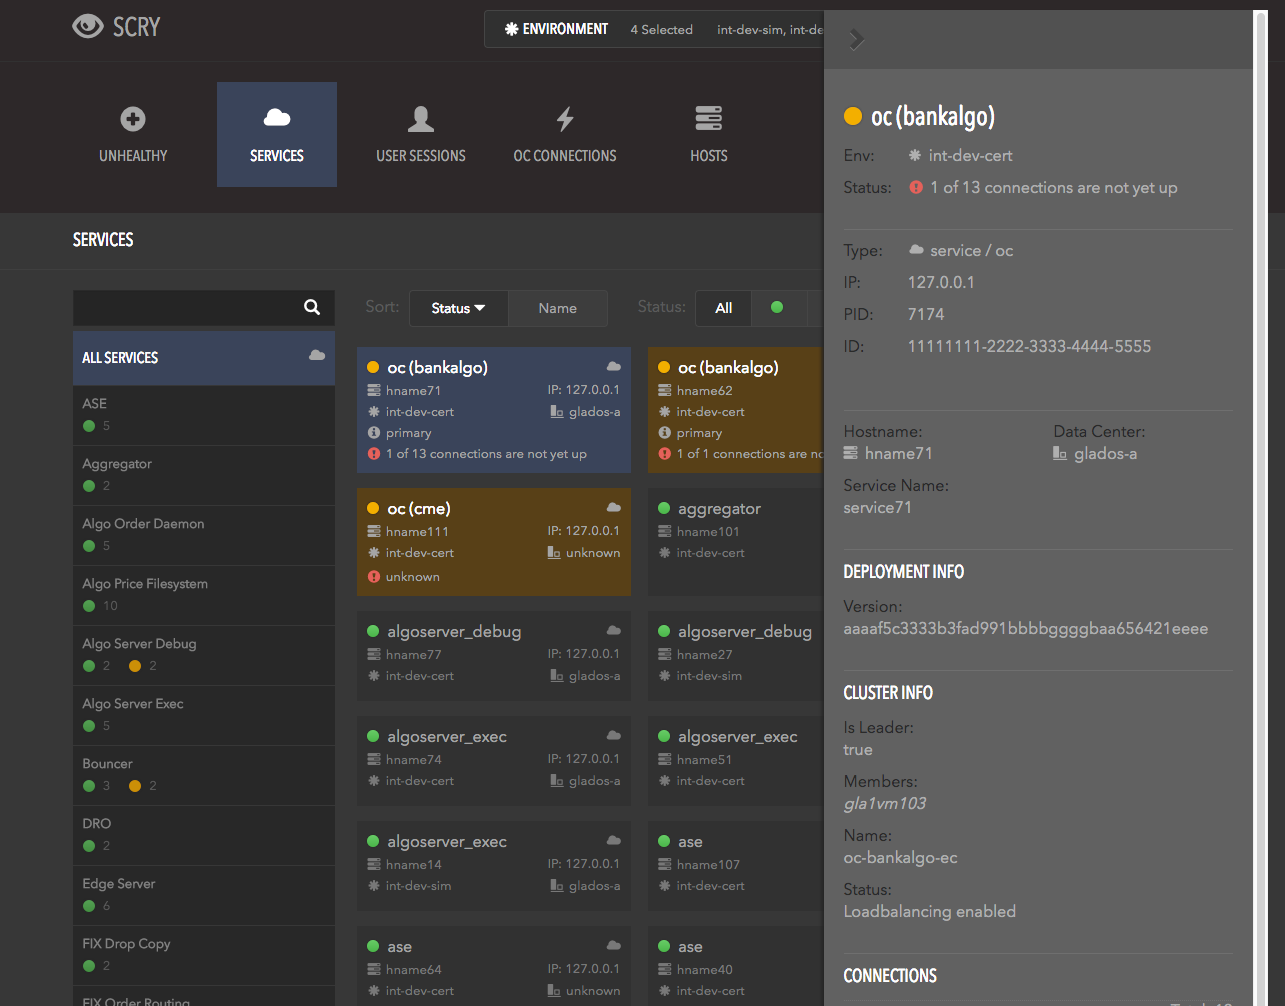 SCRY
ENVIRONMENT 4 Selected int-dev-sim, int-de
UNHEALTHY
SERVICES
USER SESSIONS
OC CONNECTIONS
HOSTS
SERVICES
Sort: Status Name Status: All
ALL SERVICES
ASE
5
Aggregator
2
Algo Order Daemon
5
Algo Price Filesystem
10
Algo Server Debug
2 2
Algo Server Exec
5
Bouncer
3 2
DRO
2
Edge Server
6
FIX Drop Copy
2
FIX Order Routing
oc (bankalgo)
hname71 IP: 127.0.0.1
int-dev-cert glados-a
primary
1 of 13 connections are not yet up
oc (bankalgo)
hname62
int-dev-cert
primary
1 of 1 connections are no
oc (cme)
hname111 IP: 127.0.0.1
int-dev-cert unknown
unknown
aggregator
hname101
int-dev-cert
algoserver_debug
hname77 IP: 127.0.0.1
int-dev-cert glados-a
algoserver_debug
hname27
int-dev-sim
algoserver_exec
hname74 IP: 127.0.0.1
int-dev-cert glados-a
algoserver_exec
hname51
int-dev-cert
algoserver_exec
hname14 IP: 127.0.0.1
int-dev-sim glados-a
ase
hname107
int-dev-cert
ase
hname64 IP: 127.0.0.1
int-dev-cert unknown
ase
hname40
int-dev-cert
oc (bankalgo)
Env: int-dev-cert
Status: 1 of 13 connections are not yet up
Type: service / oc
IP: 127.0.0.1
PID: 7174
ID: 11111111-2222-3333-4444-5555
Hostname: Data Center:
hname71 glados-a
Service Name:
service71
DEPLOYMENT INFO
Version:
aaaaf5c3333b3fad991bbbbggggbaa656421eeee
CLUSTER INFO
Is Leader:
true
Members:
gla1vm103
Name:
oc-bankalgo-ec
Status:
Loadbalancing enabled
CONNECTIONS